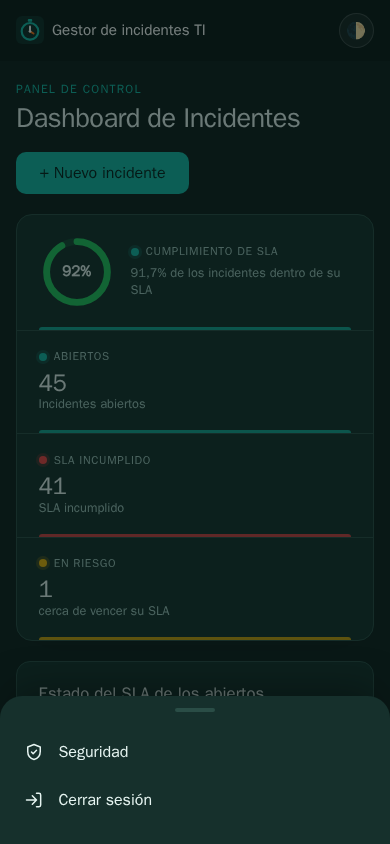 Gestor de incidentes TI
PANEL DE CONTROL
Dashboard de Incidentes
+ Nuevo incidente
92%
CUMPLIMIENTO DE SLA
91,7% de los incidentes dentro de su
SLA
ABIERTOS
45
Incidentes abiertos
SLA INCUMPLIDO
41
SLA incumplido
EN RIESGO
1
cerca de vencer su SLA
Estado del SLA de los abiertos
Seguridad
Cerrar sesión